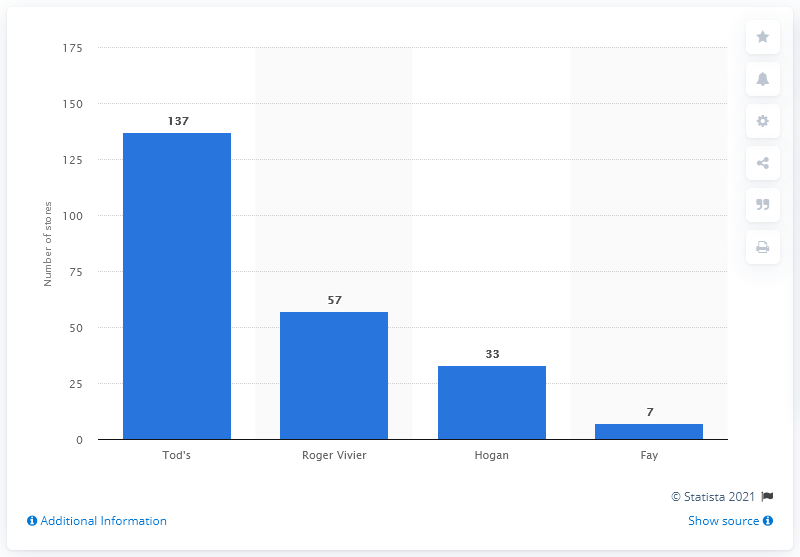 175
150
125
100
75
50
25
0
Number of stores
137
57
33
7
Tod's
Roger Vivier
Hogan
Fay
© Statista 2021
Additional Information
Show source